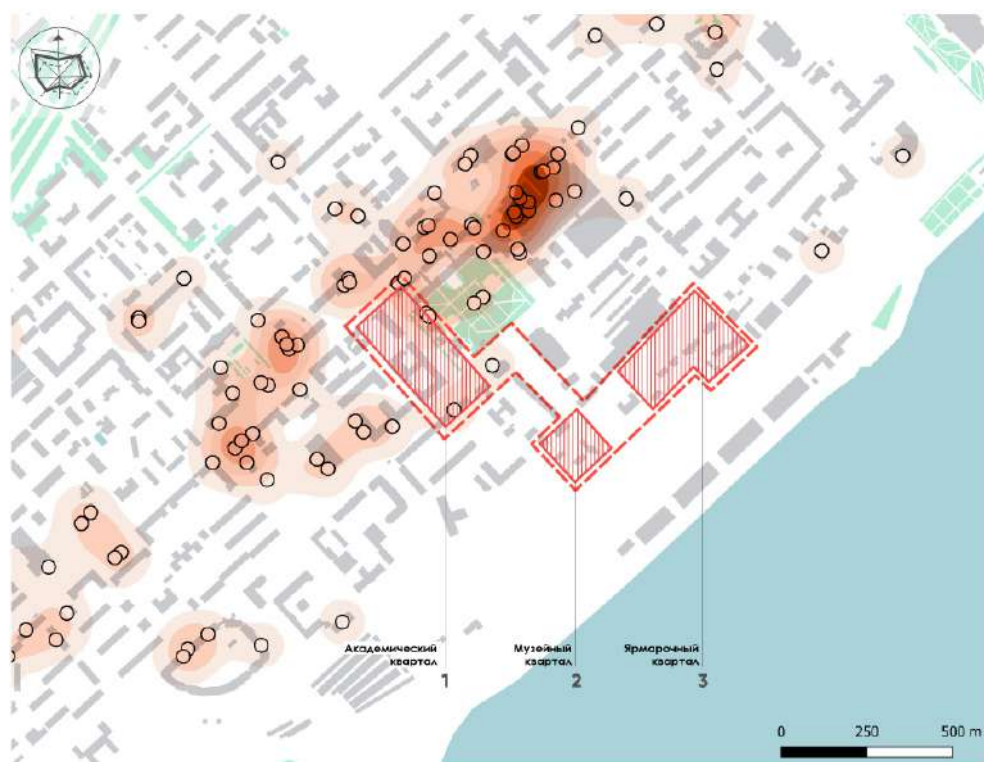 Академический
квартал
1
Музейный
квартал
2
Ярмарочный
квартал
3
0 250 500 m